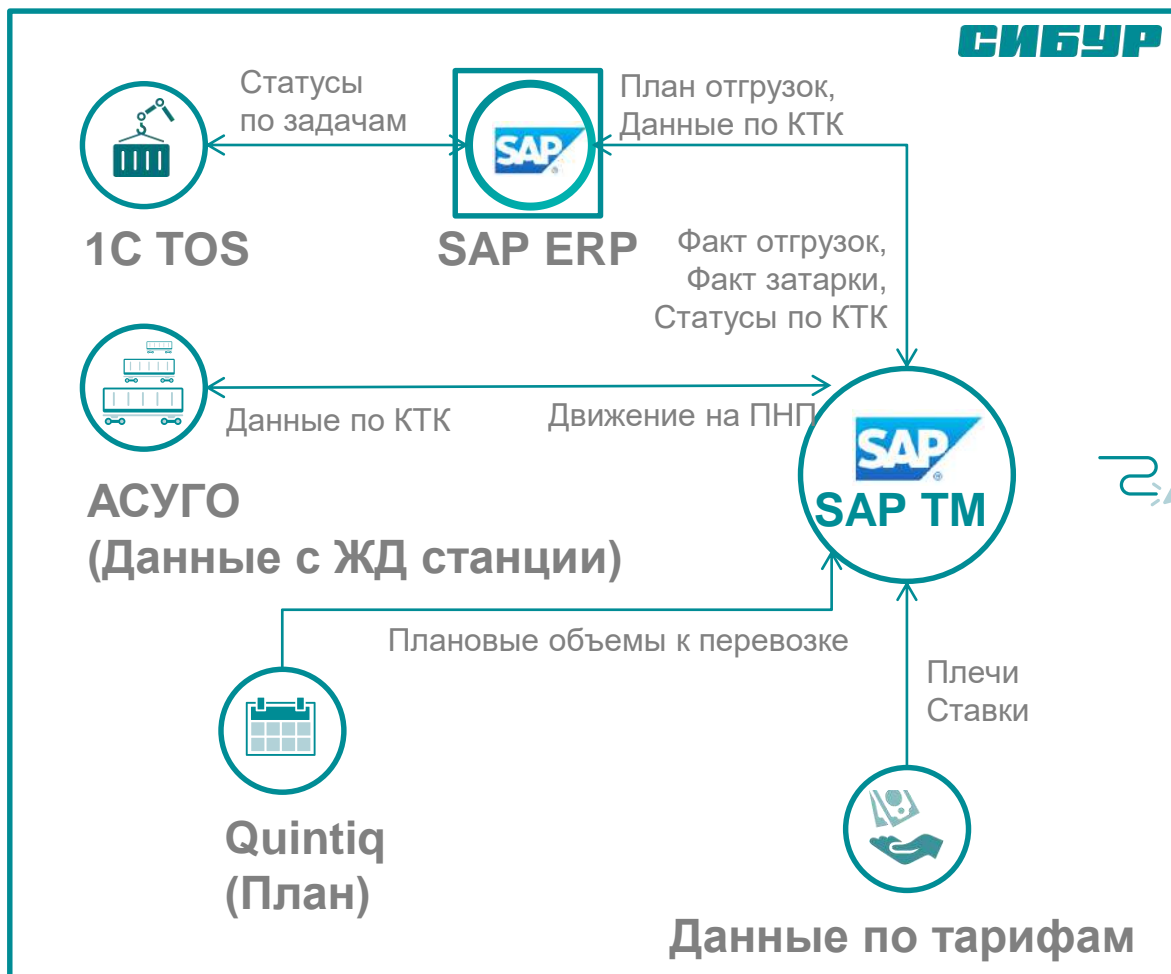 СИБУР
Статусы
по задачам
План отгрузок,
Данные по КТК
SAP
1С TOS
SAP ERP
Факт отгрузок,
Факт затарки,
Статусы по КТК
Данные по КТК
Движение на ПНП
SAP
SAP TM
АСУГО
(Данные с ЖД станции)
Плановые объемы к перевозке
Плечи
Ставки
Quintiq
(План)
Данные по тарифам